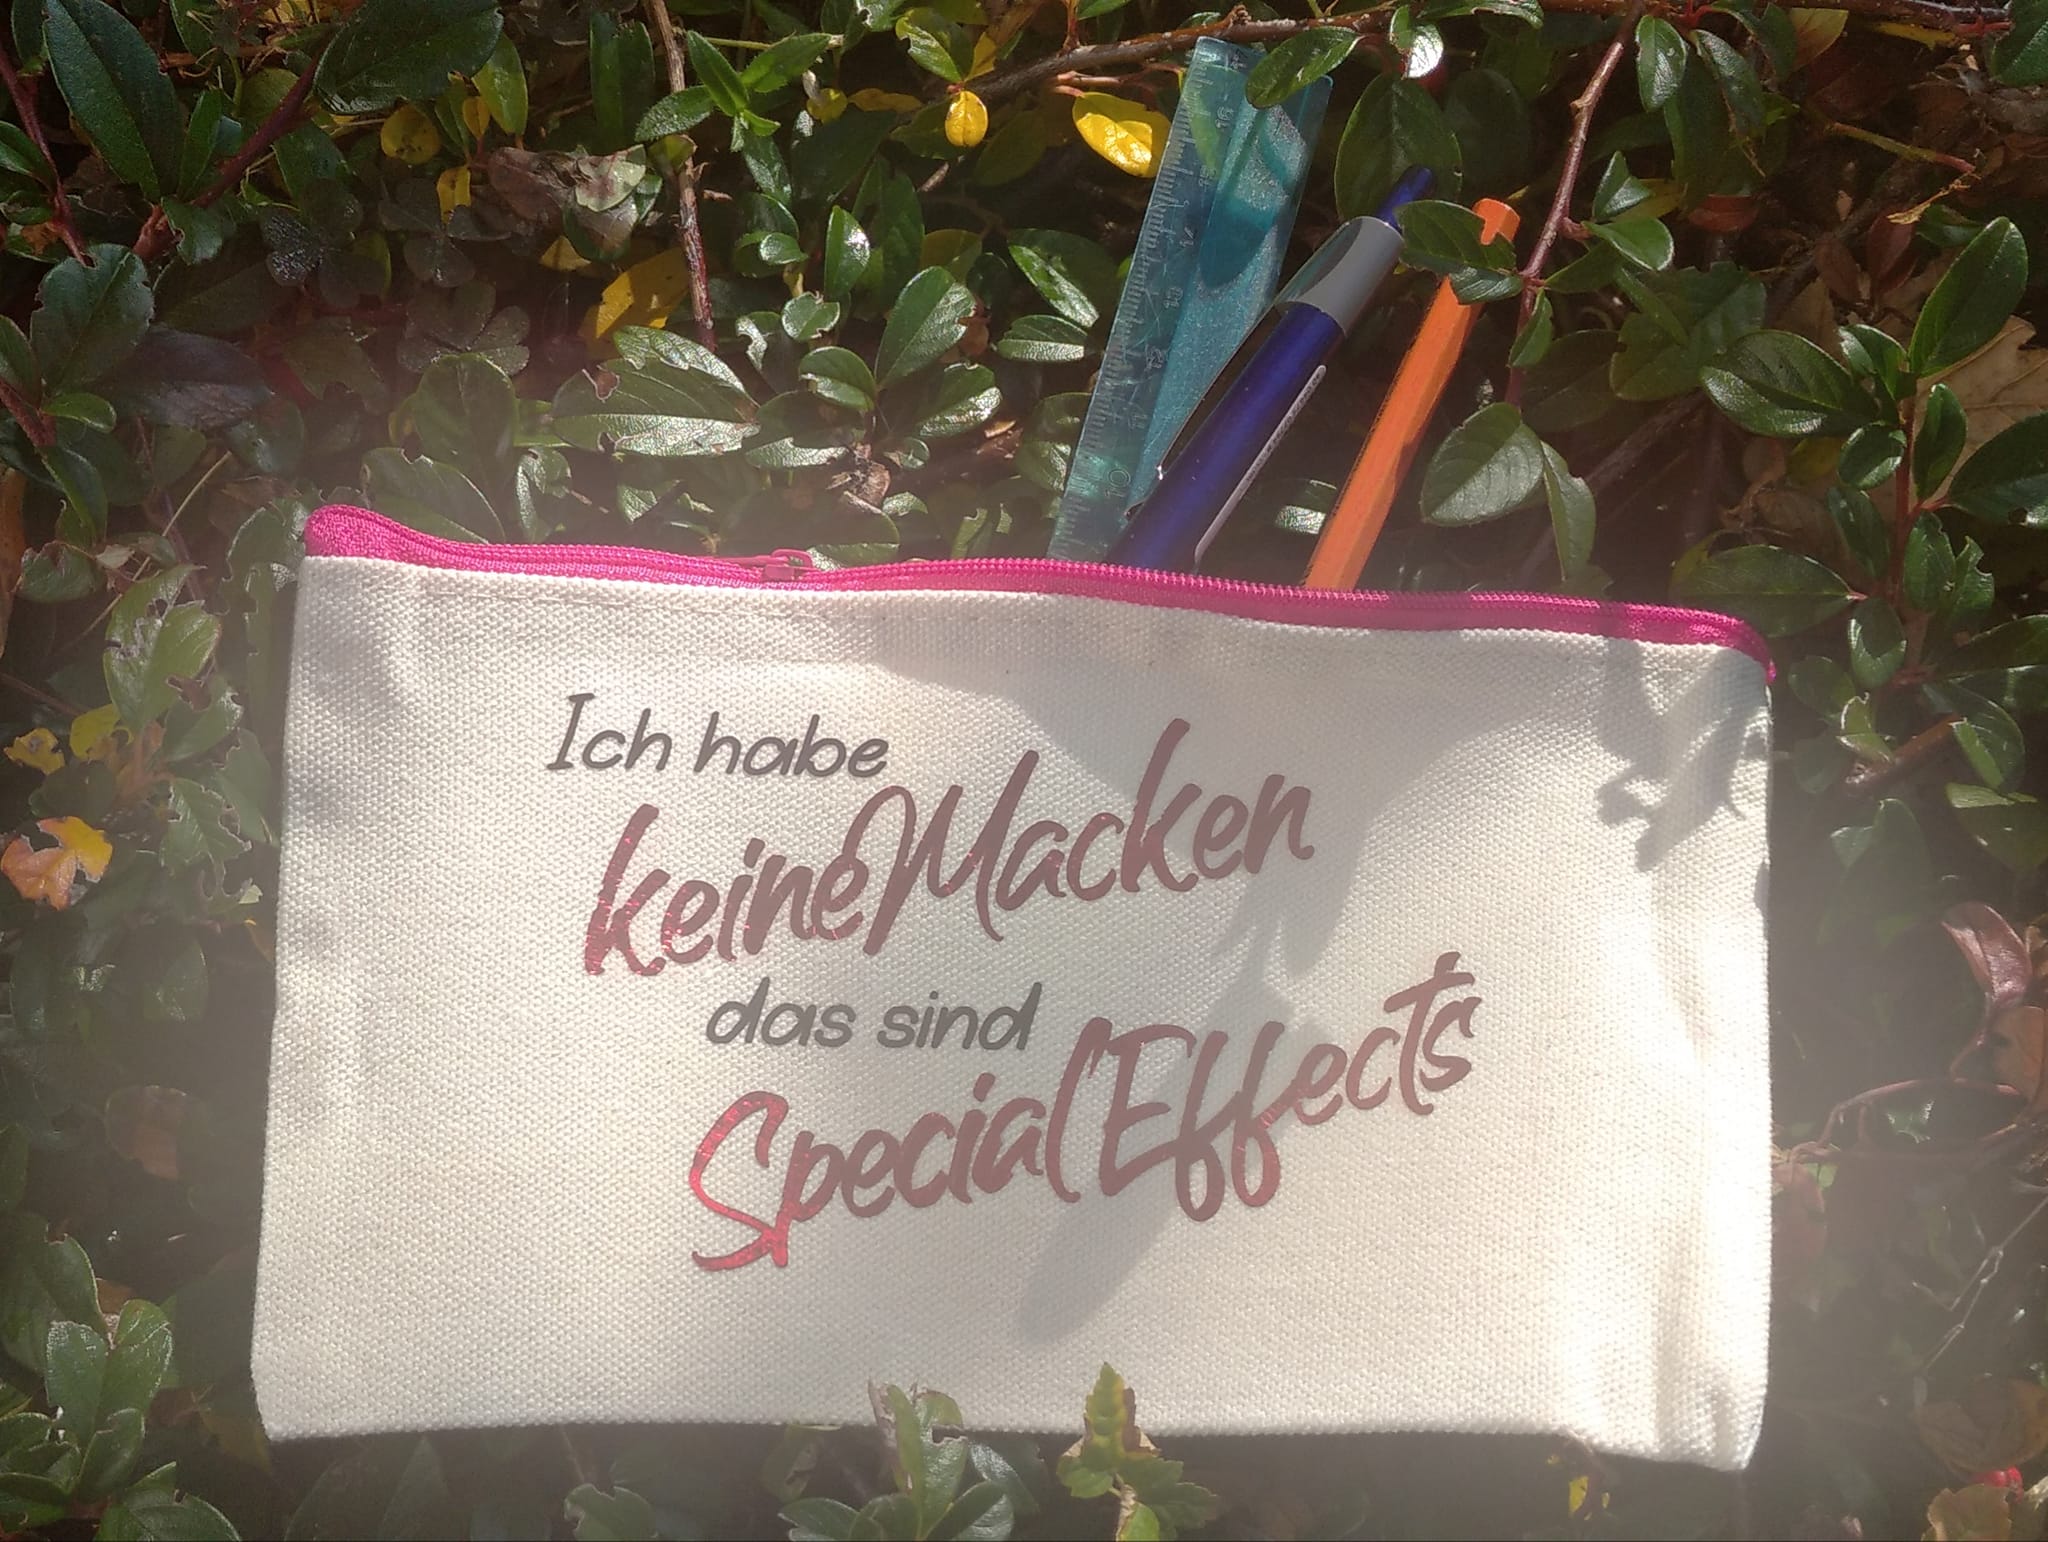 Ich habe
keine Macken
das sind
Special Effects